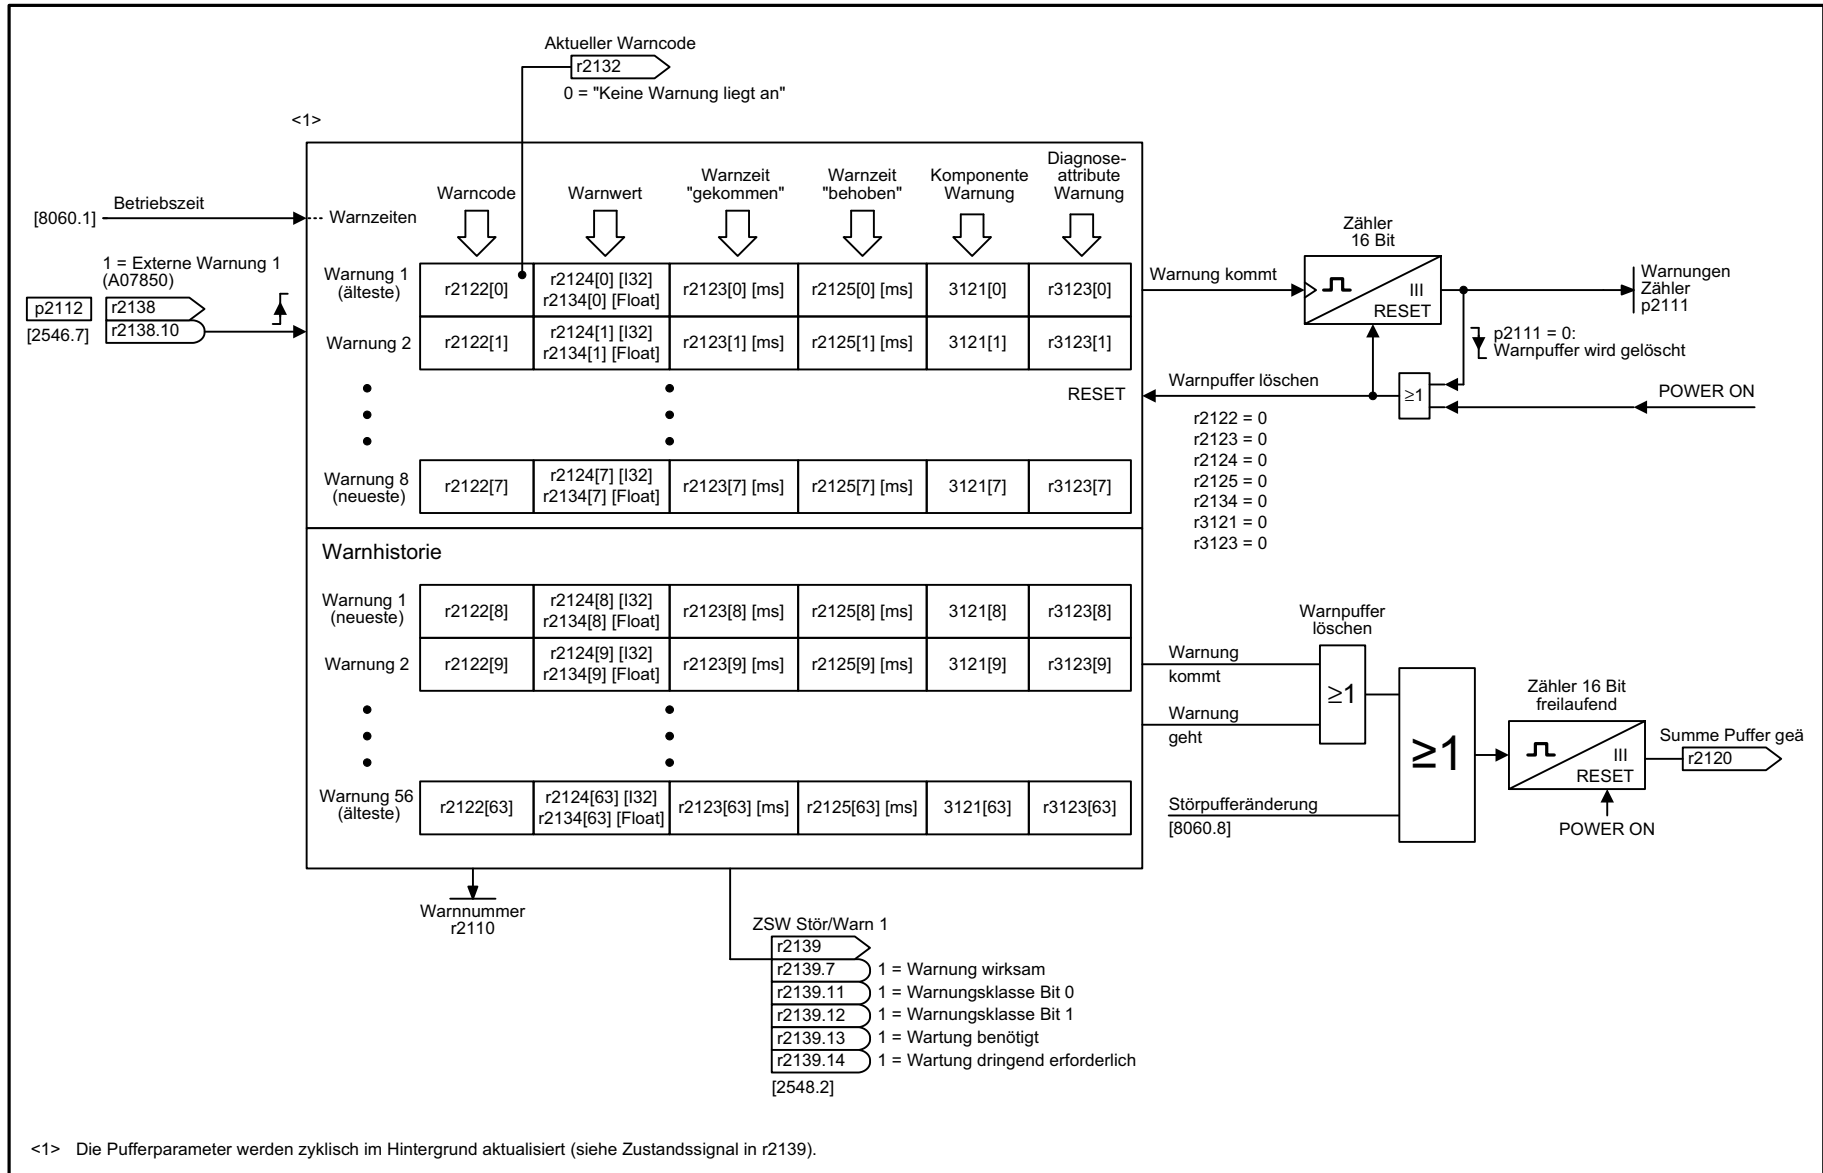 Aktueller Warncode
r2132
0 = "Keine Warnung liegt an"
<1>
[8060.1]
Betriebszeit
Warnzeiten
Warncode
Warnwert
Warnzeit
"gekommen"
Warnzeit
"behoben"
Komponente
Warnung
Diagnose-
attribute
Warnung
1 = Externe Warnung 1
(A07850)
p2112
[2546.7]
r2138
r2138.10
Warnung 1
(älteste)
r2122[0]
r2124[0] [I32]
r2134[0] [Float]
r2123[0] [ms]
r2125[0] [ms]
3121[0]
r3123[0]
Warnung 2
r2122[1]
r2124[1] [I32]
r2134[1] [Float]
r2123[1] [ms]
r2125[1] [ms]
3121[1]
r3123[1]
RESET
Warnung 8
(neueste)
r2122[7]
r2124[7] [I32]
r2134[7] [Float]
r2123[7] [ms]
r2125[7] [ms]
3121[7]
r3123[7]
Warnung kommt
Zähler
16 Bit
III
RESET
Warnungen
Zähler
p2111
p2111 = 0:
Warnpuffer wird gelöscht
Warnpuffer löschen
≥1
POWER ON
r2122 = 0
r2123 = 0
r2124 = 0
r2125 = 0
r2134 = 0
r3121 = 0
r3123 = 0
Warnhistorie
Warnung 1
(neueste)
r2122[8]
r2124[8] [I32]
r2134[8] [Float]
r2123[8] [ms]
r2125[8] [ms]
3121[8]
r3123[8]
Warnung 2
r2122[9]
r2124[9] [I32]
r2134[9] [Float]
r2123[9] [ms]
r2125[9] [ms]
3121[9]
r3123[9]
Warnung 56
(älteste)
r2122[63]
r2124[63] [I32]
r2134[63] [Float]
r2123[63] [ms]
r2125[63] [ms]
3121[63]
r3123[63]
Warnpuffer
löschen
Warnung
kommt
Warnung
geht
≥1
Störpufferänderung
[8060.8]
≥1
Zähler 16 Bit
freilaufend
III
RESET
POWER ON
Summe Puffer geä
r2120
Warnnummer
r2110
ZSW Stör/Warn 1
r2139
r2139.7 1 = Warnung wirksam
r2139.11 1 = Warnungsklasse Bit 0
r2139.12 1 = Warnungsklasse Bit 1
r2139.13 1 = Wartung benötigt
r2139.14 1 = Wartung dringend erforderlich
[2548.2]
<1> Die Pufferparameter werden zyklisch im Hintergrund aktualisiert (siehe Zustandssignal in r2139).